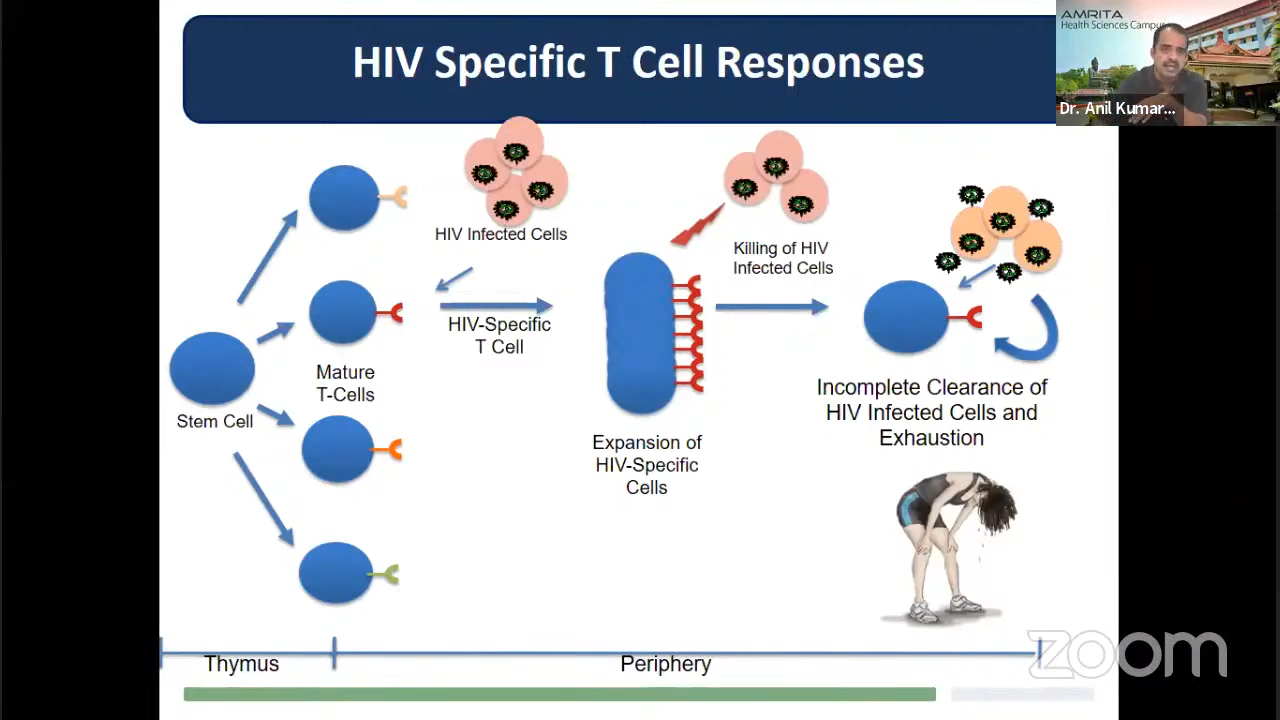 HIV Specific T Cell Responses
AMRITA
Health Sciences Campus
Dr. Anil Kumar...
HIV Infected Cells
Killing of HIV
Infected Cells
HIV-Specific
T Cell
Mature
T-Cells
Stem Cell
Expansion of
HIV-Specific
Cells
Incomplete Clearance of
HIV Infected Cells and
Exhaustion
Thymus
Periphery
zoom